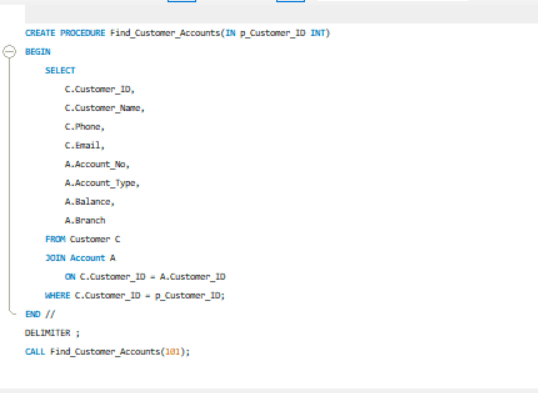 CREATE PROCEDURE Find_Customer_Accounts(IN p_Customer_ID INT)
BEGIN
SELECT
C.Customer_ID,
C.Customer_Name,
C.Phone,
C.Email,
A.Account_No,
A.Account_Type,
A.Balance,
A.Branch
FROM Customer C
JOIN Account A
ON C.Customer_ID = A.Customer_ID
WHERE C.Customer_ID = p_Customer_ID;
END //
DELIMITER ;
CALL Find_Customer_Accounts(101);